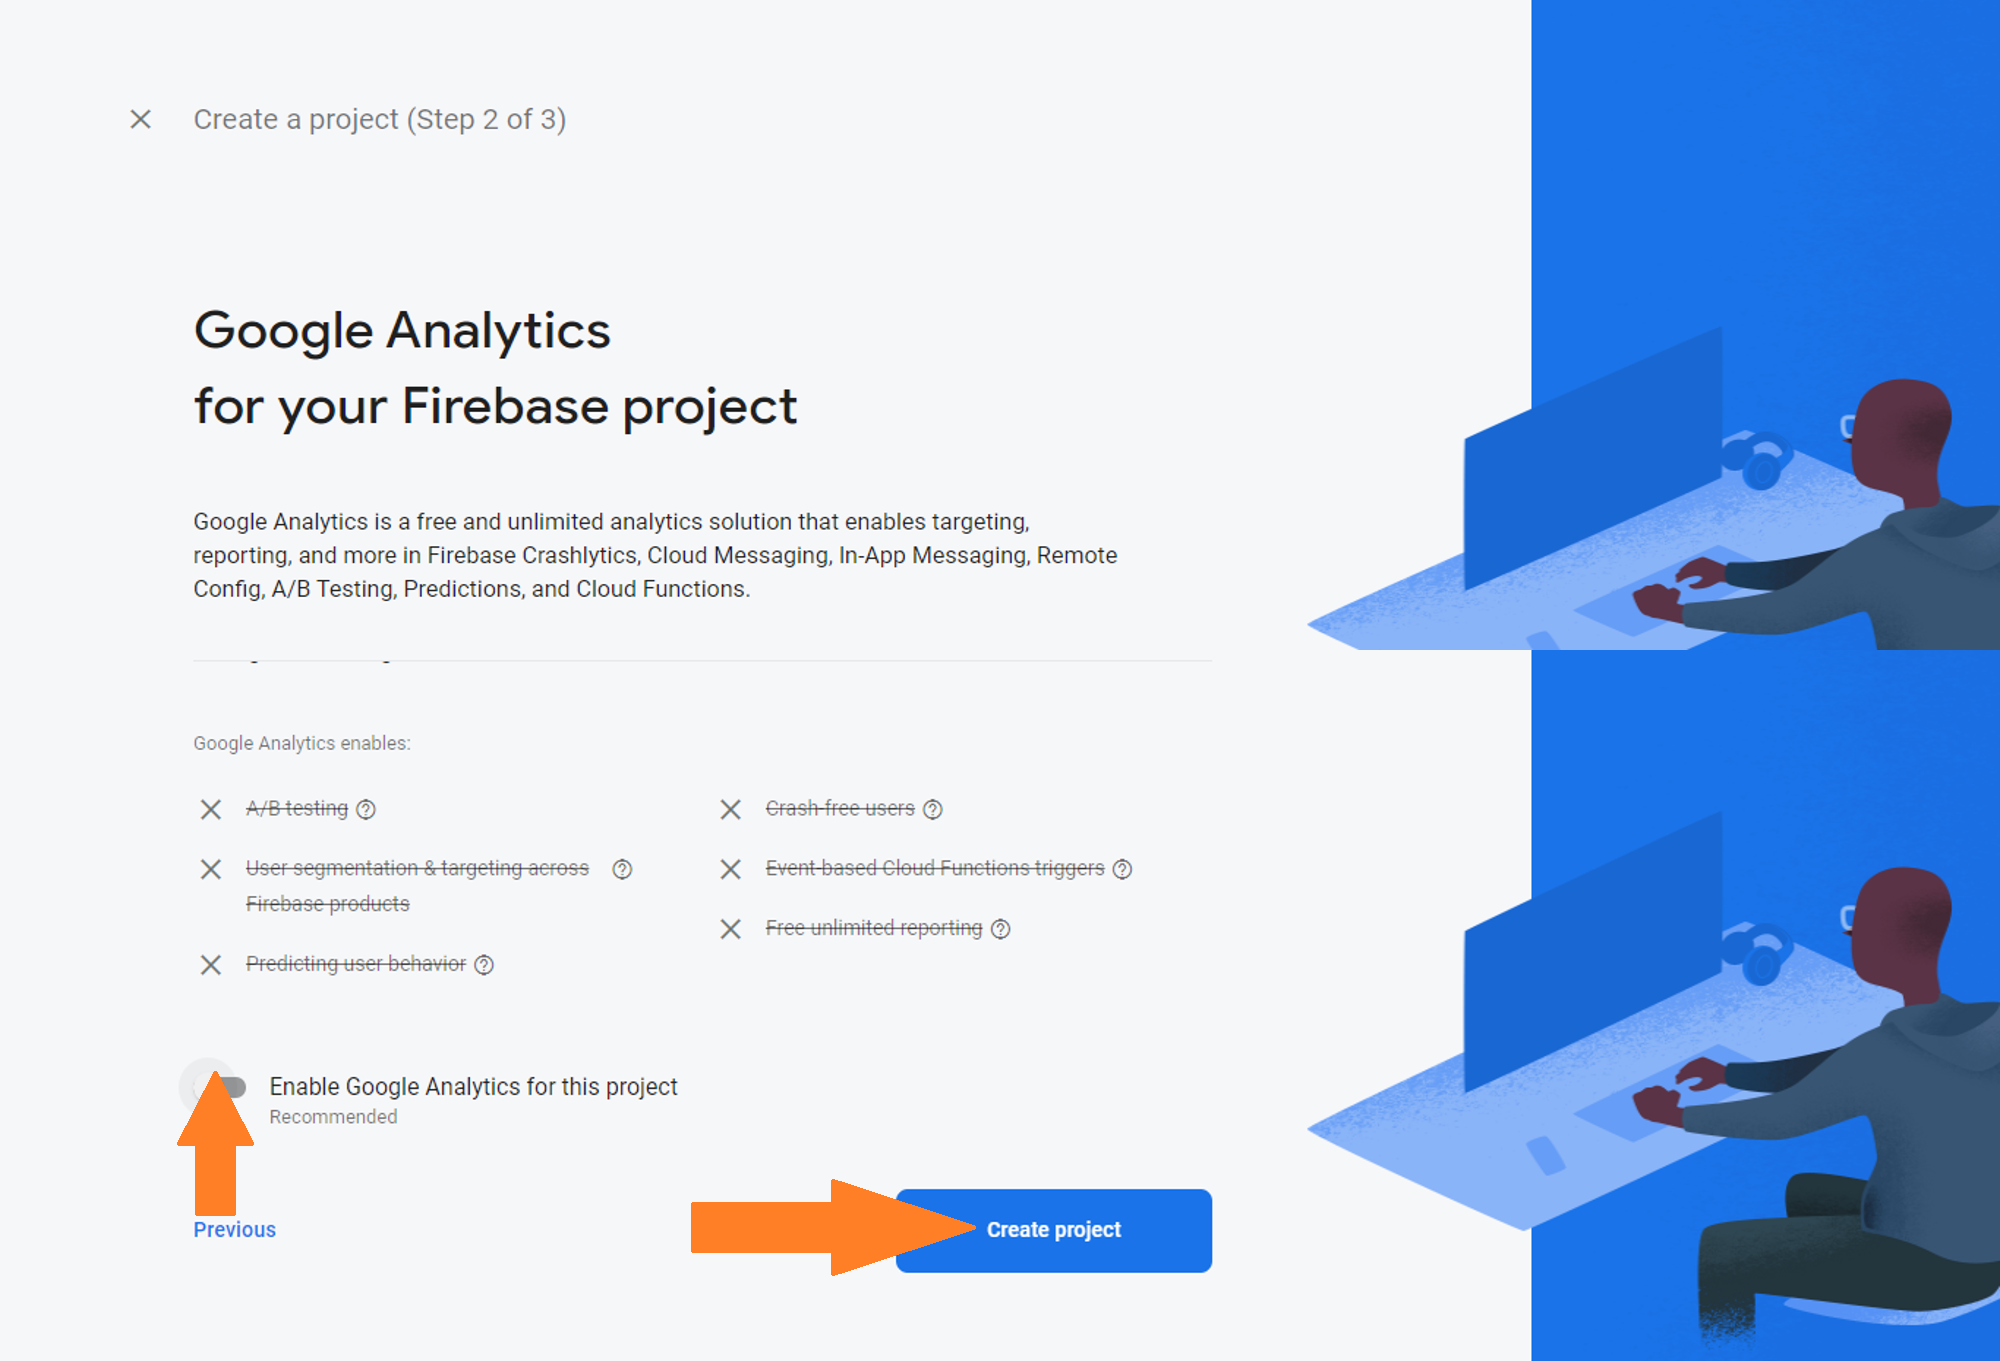 Create a project (Step 2 of 3)
Google Analytics
for your Firebase project
Google Analytics is a free and unlimited analytics solution that enables targeting,
reporting, and more in Firebase Crashlytics, Cloud Messaging, In-App Messaging, Remote
Config, A/B Testing, Predictions, and Cloud Functions.
Google Analytics enables:
A/B testing
User segmentation & targeting across
Firebase products
Predicting user behavior
Crash-free users
Event-based Cloud Functions triggers
Free unlimited reporting
Enable Google Analytics for this project
Recommended
Previous
Create project